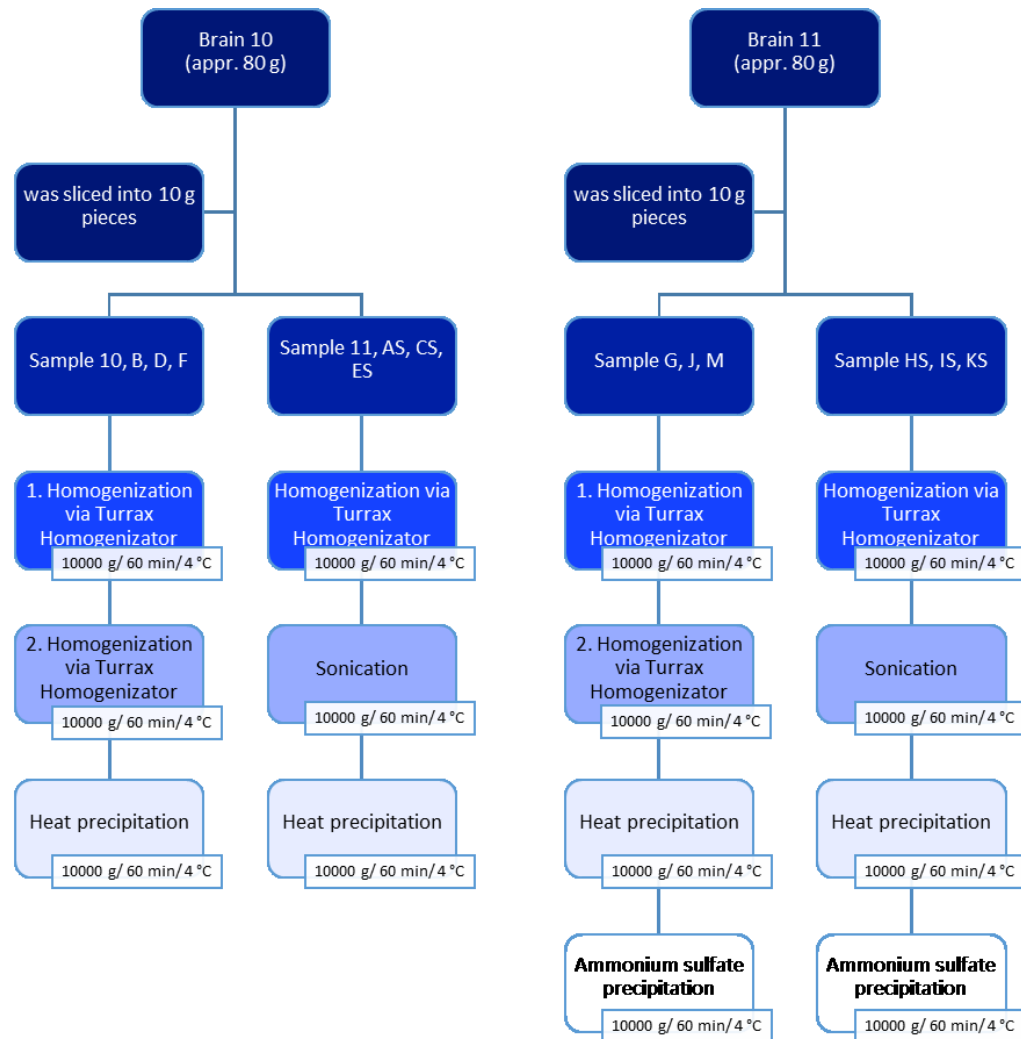 Brain 10
(appr. 80 g)
was sliced into 10 g
pieces
Sample 10, B, D, F
1. Homogenization
via Turrax
Homogenizator
10000 g/ 60 min/ 4 °C
2. Homogenization
via Turrax
Homogenizator
10000 g/ 60 min/ 4 °C
Heat precipitation
10000 g/ 60 min/ 4 °C
Sample 11, AS, CS,
ES
Homogenization via
Turrax
Homogenizator
10000 g/ 60 min/ 4 °C
Sonication
10000 g/ 60 min/ 4 °C
Heat precipitation
10000 g/ 60 min/ 4 °C
Brain 11
(appr. 80 g)
was sliced into 10 g
pieces
Sample G, J, M
1. Homogenization
via Turrax
Homogenizator
10000 g/ 60 min/ 4 °C
2. Homogenization
via Turrax
Homogenizator
10000 g/ 60 min/ 4 °C
Heat precipitation
10000 g/ 60 min/ 4 °C
Ammonium sulfate
precipitation
10000 g/ 60 min/ 4 °C
Sample HS, IS, KS
Homogenization via
Turrax
Homogenizator
10000 g/ 60 min/ 4 °C
Sonication
10000 g/ 60 min/ 4 °C
Heat precipitation
10000 g/ 60 min/ 4 °C
Ammonium sulfate
precipitation
10000 g/ 60 min/ 4 °C